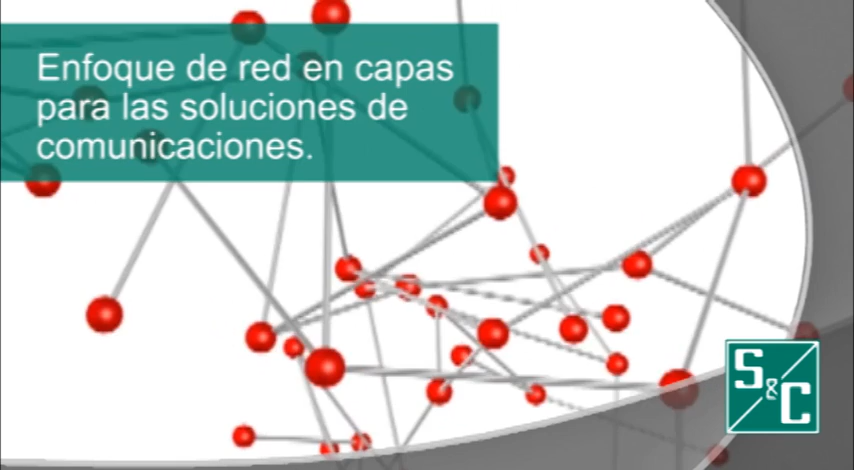 Enfoque de red en capas
para las soluciones de
comunicaciones.
S&C